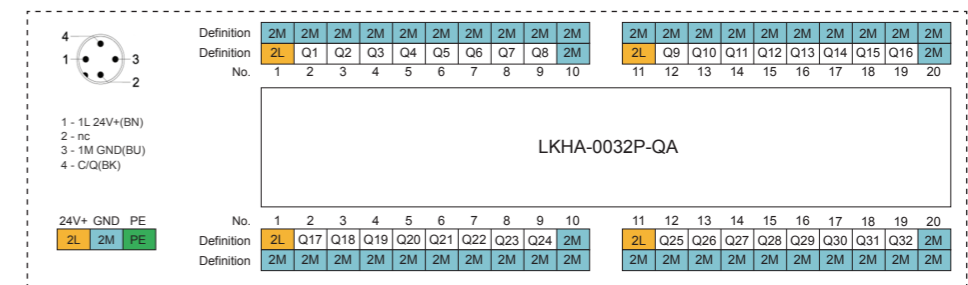 4
1
3
2
1 - 1L 24V+(BN)
2 - nc
3 - 1M GND(BU)
4 - C/Q(BK)
24V+ GND PE
2L 2M PE
Definition 2M 2M 2M 2M 2M 2M 2M 2M 2M 2M 2M 2M 2M 2M 2M 2M 2M 2M 2M 2M
Definition 2L Q1 Q2 Q3 Q4 Q5 Q6 Q7 Q8 2M 2L Q9 Q10 Q11 Q12 Q13 Q14 Q15 Q16 2M
No. 1 2 3 4 5 6 7 8 9 10 11 12 13 14 15 16 17 18 19 20
LKHA-0032P-QA
No. 1 2 3 4 5 6 7 8 9 10 11 12 13 14 15 16 17 18 19 20
Definition 2L Q17 Q18 Q19 Q20 Q21 Q22 Q23 Q24 2M 2L Q25 Q26 Q27 Q28 Q29 Q30 Q31 Q32 2M
Definition 2M 2M 2M 2M 2M 2M 2M 2M 2M 2M 2M 2M 2M 2M 2M 2M 2M 2M 2M 2M